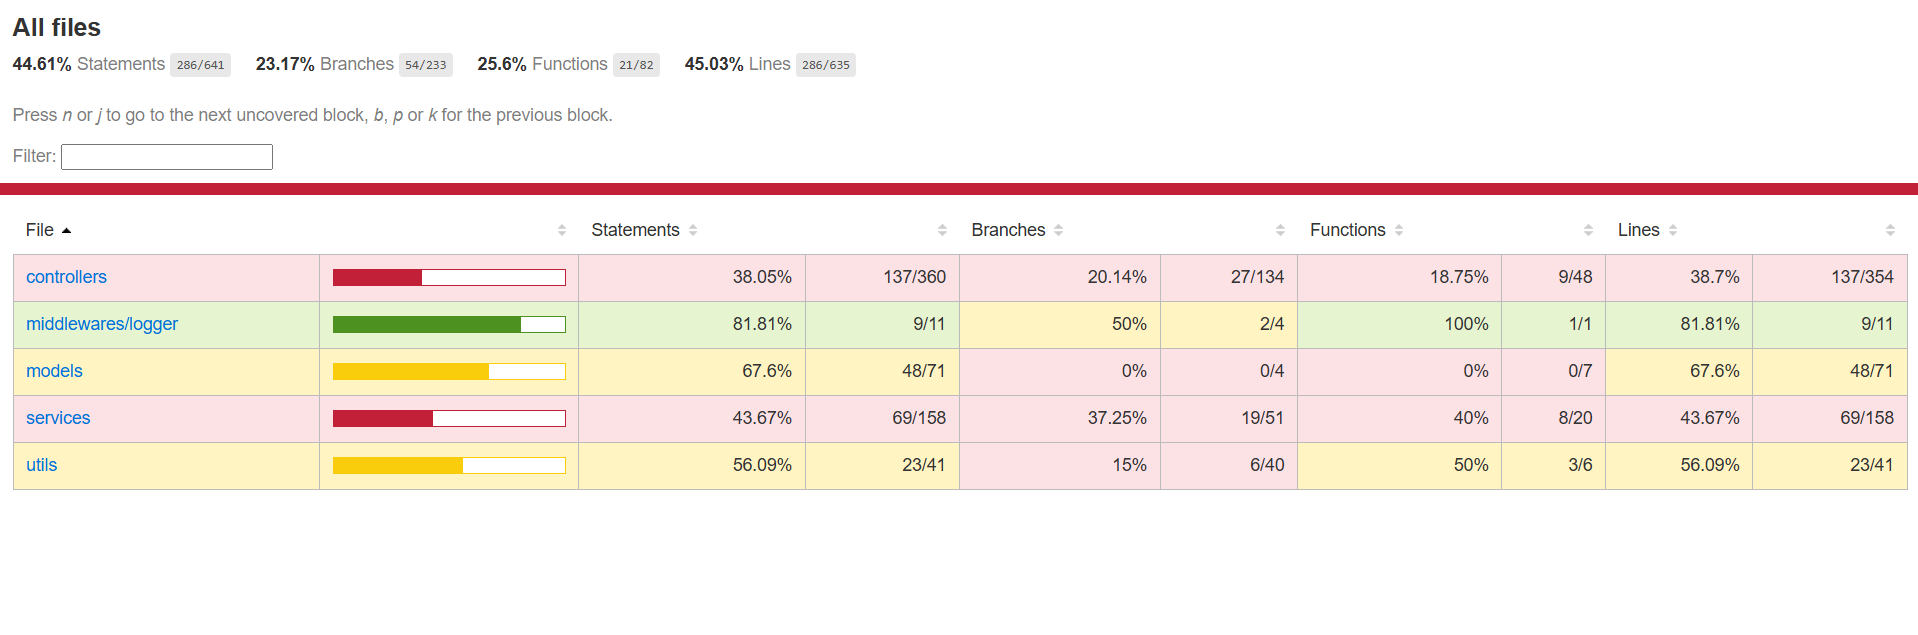 All files
44.61% Statements 286/641 23.17% Branches 54/233 25.6% Functions 21/82 45.03% Lines 286/635
Press n or j to go to the next uncovered block, b, p or k for the previous block.
Filter:
File Statements Branches Functions Lines
controllers 38.05% 137/360 20.14% 27/134 18.75% 9/48 38.7% 137/354
middlewares/logger 81.81% 9/11 50% 2/4 100% 1/1 81.81% 9/11
models 67.6% 48/71 0% 0/4 0% 0/7 67.6% 48/71
services 43.67% 69/158 37.25% 19/51 40% 8/20 43.67% 69/158
utils 56.09% 23/41 15% 6/40 50% 3/6 56.09% 23/41